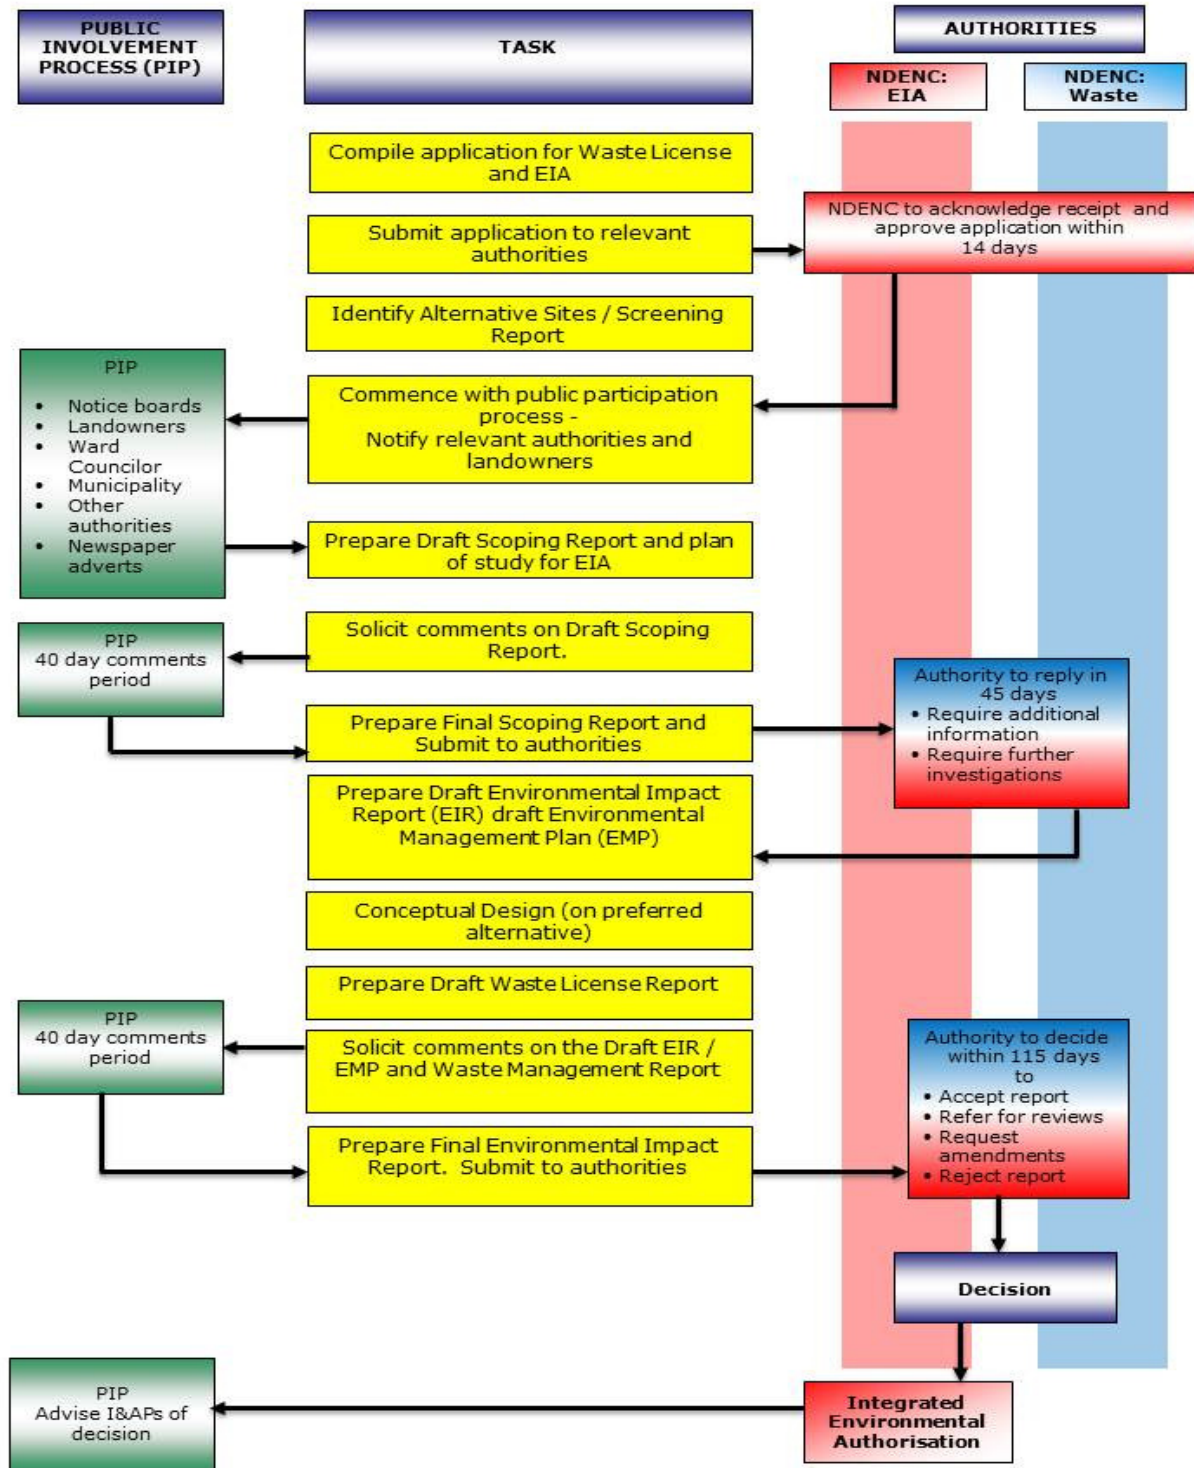 PUBLIC
INVOLVEMENT
PROCESS (PIP)
TASK
AUTHORITIES
NDENC:
EIA
NDENC:
Waste
Compile application for Waste License
and EIA
Submit application to relevant
authorities
NDENC to acknowledge receipt and
approve application within
14 days
Identify Alternative Sites / Screening
Report
PIP
• Notice boards
• Landowners
• Ward
Councilor
• Municipality
• Other
authorities
• Newspaper
adverts
Commence with public participation
process -
Notify relevant authorities and
landowners
Prepare Draft Scoping Report and plan
of study for EIA
Solicit comments on Draft Scoping
Report.
PIP
40 day comments
period
Prepare Final Scoping Report and
Submit to authorities
Authority to reply in
45 days
• Require additional
information
• Require further
investigations
Prepare Draft Environmental Impact
Report (EIR) draft Environmental
Management Plan (EMP)
Conceptual Design (on preferred
alternative)
Prepare Draft Waste License Report
PIP
40 day comments
period
Solicit comments on the Draft EIR /
EMP and Waste Management Report
Prepare Final Environmental Impact
Report. Submit to authorities
Authority to decide
within 115 days
to
• Accept report
• Refer for reviews
• Request
amendments
• Reject report
Decision
Integrated
Environmental
Authorisation
PIP
Advise I&APs of
decision